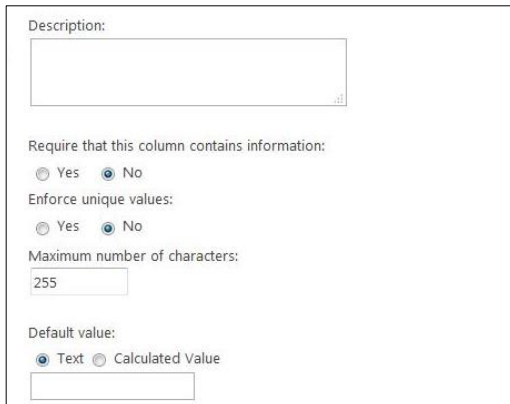 Description:
Require that this column contains information:
Yes No
Enforce unique values:
Yes No
Maximum number of characters:
255
Default value:
Text Calculated Value